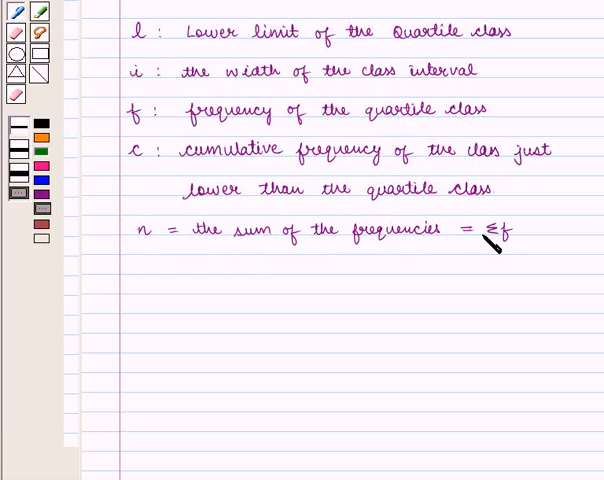 l : Lower limit of the Quartile class
i : the width of the class interval
f : frequency of the quartile class
c : cumulative frequency of the class just
lower than the quartile class.
n = the sum of the frequencies = Σf